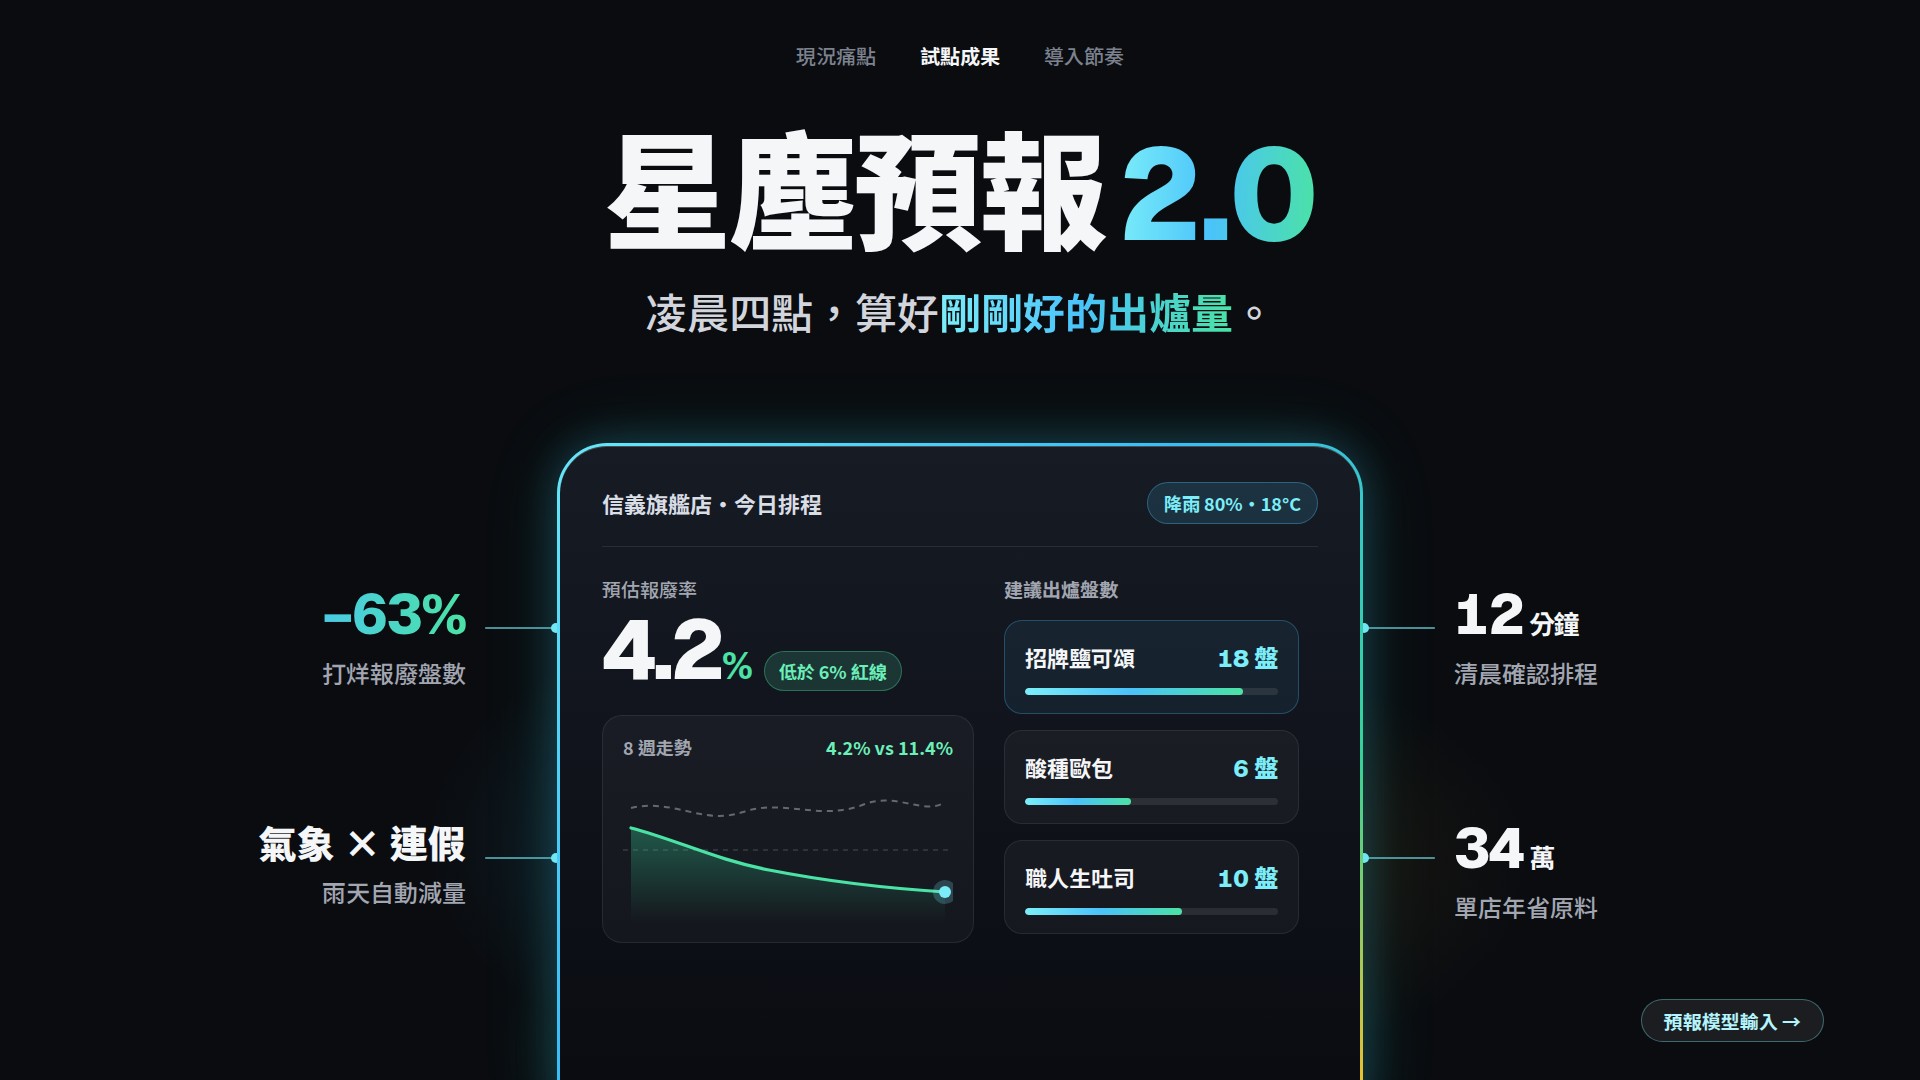 現況痛點 試點成果 導入節奏
星塵預報 2.0
凌晨四點，算好剛剛好的出爐量。
−63%
打烊報廢盤數
氣象 × 連假
雨天自動減量
信義旗艦店・今日排程
降雨 80%・18°C
預估報廢率
4.2%
低於 6% 紅線
8 週走勢
4.2% vs 11.4%
建議出爐盤數
招牌鹽可頌 18 盤
酸種歐包 6 盤
職人生吐司 10 盤
12 分鐘
清晨確認排程
34 萬
單店年省原料
預報模型輸入 →